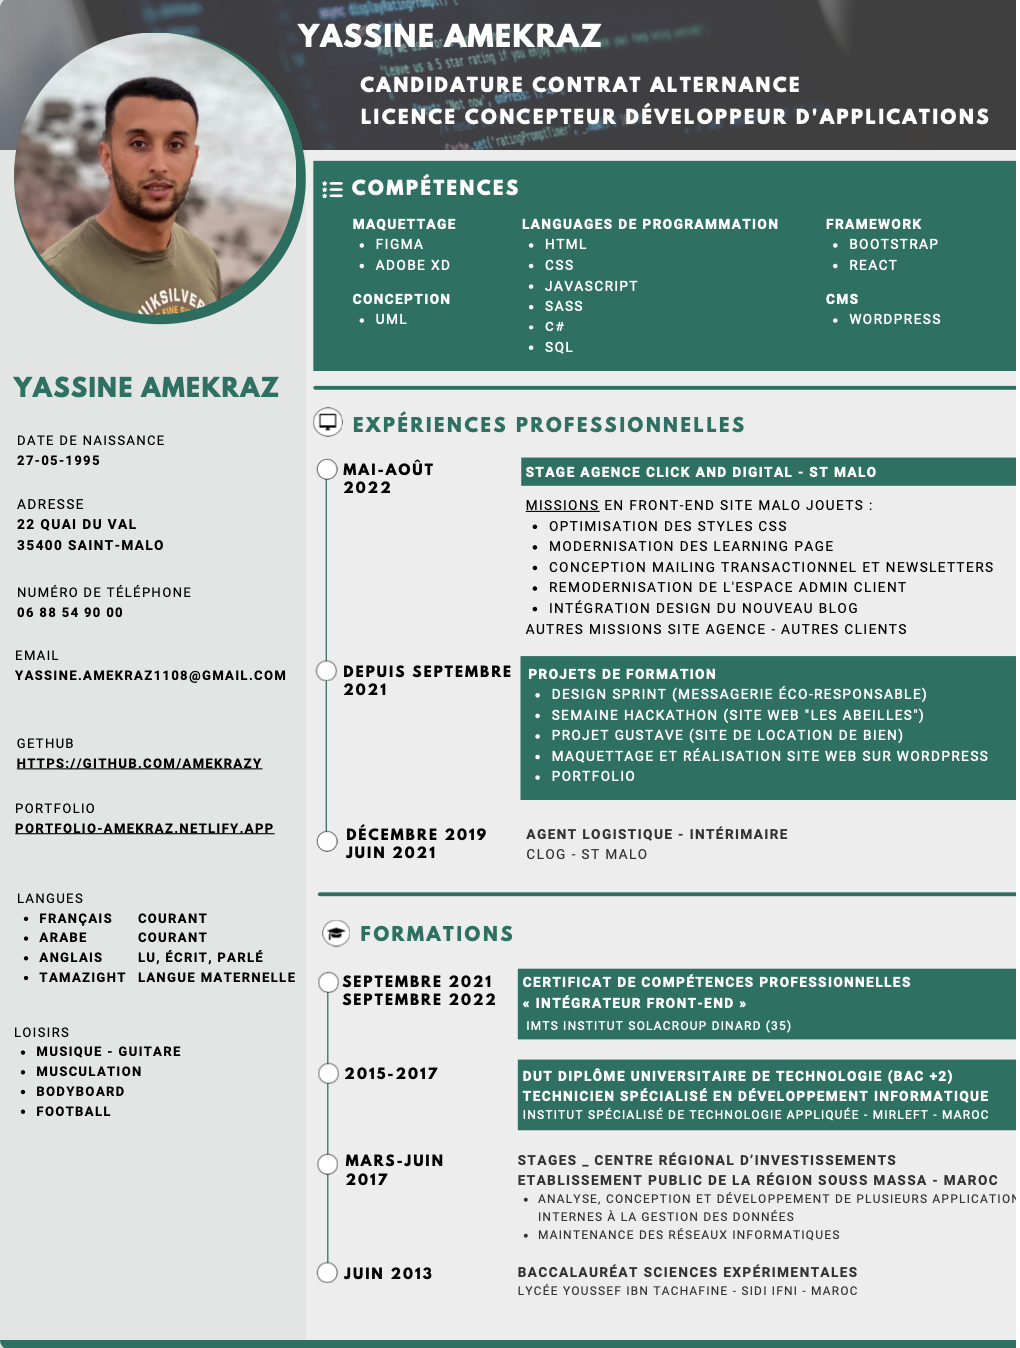 YASSINE AMEKRAZ
CANDIDATURE CONTRAT ALTERNANCE
LICENCE CONCEPTEUR DÉVELOPPEUR D'APPLICATIONS
YASSINE AMEKRAZ
DATE DE NAISSANCE
27-05-1995
ADRESSE
22 QUAI DU VAL
35400 SAINT-MALO
NUMÉRO DE TÉLÉPHONE
06 88 54 90 00
EMAIL
YASSINE.AMEKRAZ1108@GMAIL.COM
GETHUB
HTTPS://GITHUB.COM/AMEKRAZY
PORTFOLIO
PORTFOLIO-AMEKRAZ.NETLIFY.APP
LANGUES
• FRANÇAIS COURANT
• ARABE COURANT
• ANGLAIS LU, ÉCRIT, PARLÉ
• TAMAZIGHT LANGUE MATERNELLE
LOISIRS
• MUSIQUE - GUITARE
• MUSCULATION
• BODYBOARD
• FOOTBALL
COMPÉTENCES
MAQUETTAGE
• FIGMA
• ADOBE XD
CONCEPTION
• UML
LANGUAGES DE PROGRAMMATION
• HTML
• CSS
• JAVASCRIPT
• SASS
• C#
• SQL
FRAMEWORK
• BOOTSTRAP
• REACT
CMS
• WORDPRESS
EXPÉRIENCES PROFESSIONNELLES
MAI-AOÛT
2022
STAGE AGENCE CLICK AND DIGITAL - ST MALO
MISSIONS EN FRONT-END SITE MALO JOUETS :
• OPTIMISATION DES STYLES CSS
• MODERNISATION DES LEARNING PAGE
• CONCEPTION MAILING TRANSACTIONNEL ET NEWSLETTERS
• REMODERNISATION DE L'ESPACE ADMIN CLIENT
• INTÉGRATION DESIGN DU NOUVEAU BLOG
AUTRES MISSIONS SITE AGENCE - AUTRES CLIENTS
DEPUIS SEPTEMBRE
2021
PROJETS DE FORMATION
• DESIGN SPRINT (MESSAGERIE ÉCO-RESPONSABLE)
• SEMAINE HACKATHON (SITE WEB "LES ABEILLES")
• PROJET GUSTAVE (SITE DE LOCATION DE BIEN)
• MAQUETTAGE ET RÉALISATION SITE WEB SUR WORDPRESS
• PORTFOLIO
DÉCEMBRE 2019
JUIN 2021
AGENT LOGISTIQUE - INTÉRIMAIRE
CLOG - ST MALO
FORMATIONS
SEPTEMBRE 2021
SEPTEMBRE 2022
CERTIFICAT DE COMPÉTENCES PROFESSIONNELLES
« INTÉGRATEUR FRONT-END »
IMTS INSTITUT SOLACROUP DINARD (35)
2015-2017
DUT DIPLÔME UNIVERSITAIRE DE TECHNOLOGIE (BAC +2)
TECHNICIEN SPÉCIALISÉ EN DÉVELOPPEMENT INFORMATIQUE
INSTITUT SPÉCIALISÉ DE TECHNOLOGIE APPLIQUÉE - MIRLEFT - MAROC
MARS-JUIN
2017
STAGES _ CENTRE RÉGIONAL D’INVESTISSEMENTS
ETABLISSEMENT PUBLIC DE LA RÉGION SOUSS MASSA - MAROC
• ANALYSE, CONCEPTION ET DÉVELOPPEMENT DE PLUSIEURS APPLICATION
INTERNES À LA GESTION DES DONNÉES
• MAINTENANCE DES RÉSEAUX INFORMATIQUES
JUIN 2013
BACCALAURÉAT SCIENCES EXPÉRIMENTALES
LYCÉE YOUSSEF IBN TACHAFINE - SIDI IFNI - MAROC